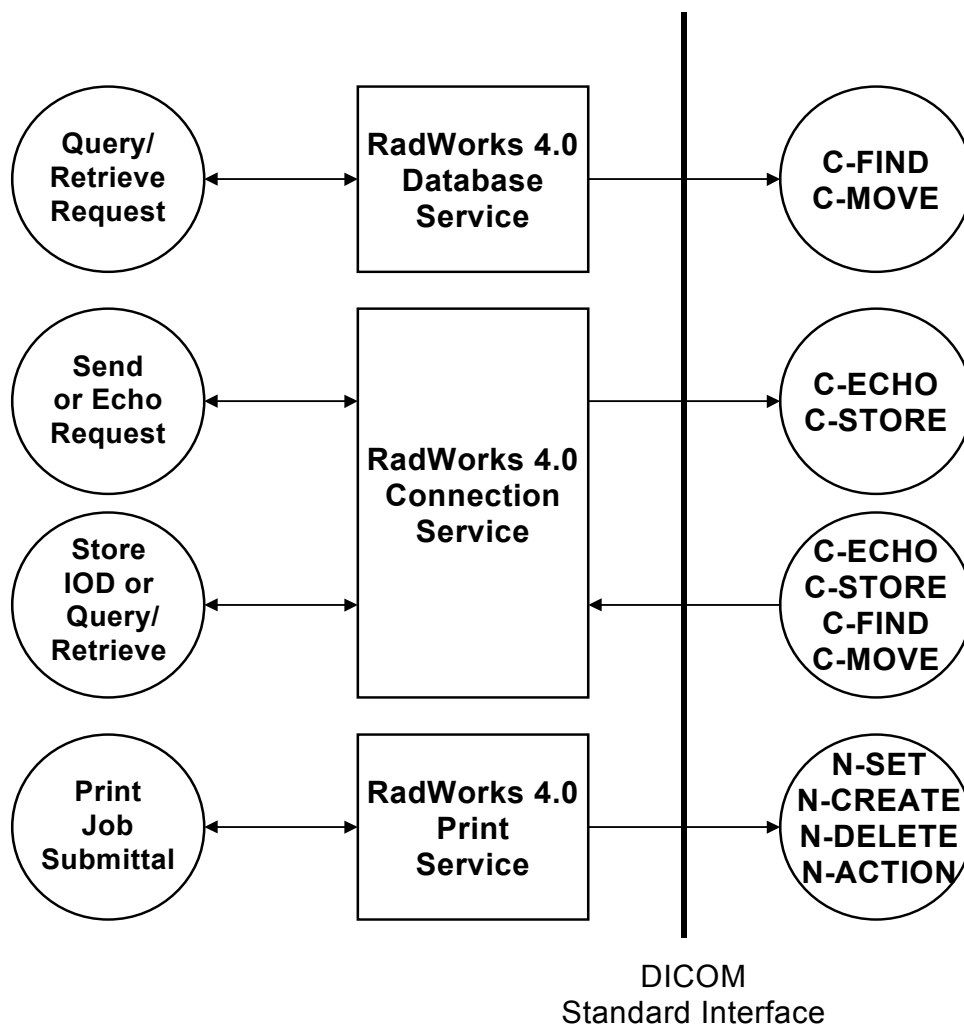 Query/
Retrieve
Request
RadWorks 4.0
Database
Service
C-FIND
C-MOVE
Send
or Echo
Request
RadWorks 4.0
Connection
Service
C-ECHO
C-STORE
Store
IOD or
Query/
Retrieve
C-ECHO
C-STORE
C-FIND
C-MOVE
Print
Job
Submittal
RadWorks 4.0
Print
Service
N-SET
N-CREATE
N-DELETE
N-ACTION
DICOM
Standard Interface